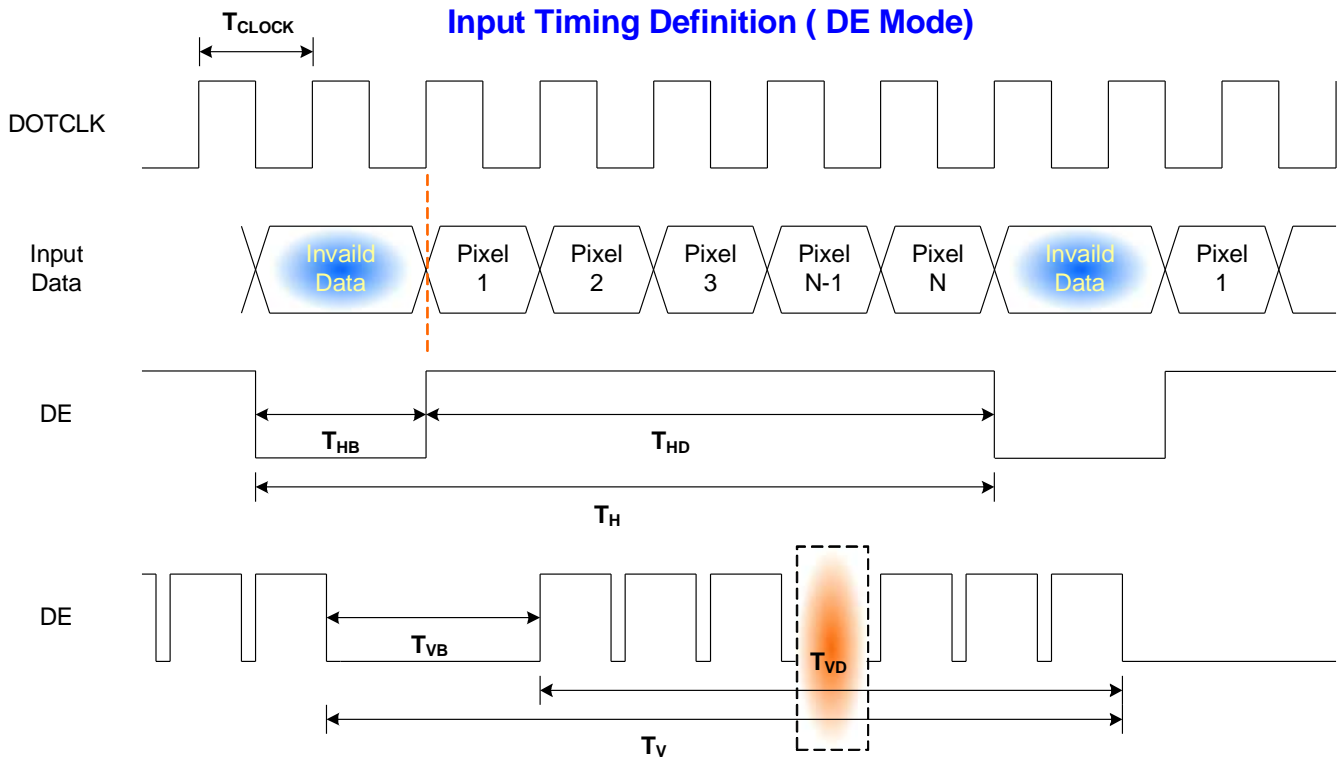 Input Timing Definition ( DE Mode)
TCLOCK
DOTCLK
Input
Data
Invaild
Data
Pixel
1
Pixel
2
Pixel
3
Pixel
N-1
Pixel
N
Invaild
Data
Pixel
1
DE
THB
THD
TH
DE
TVB
TVD
TV